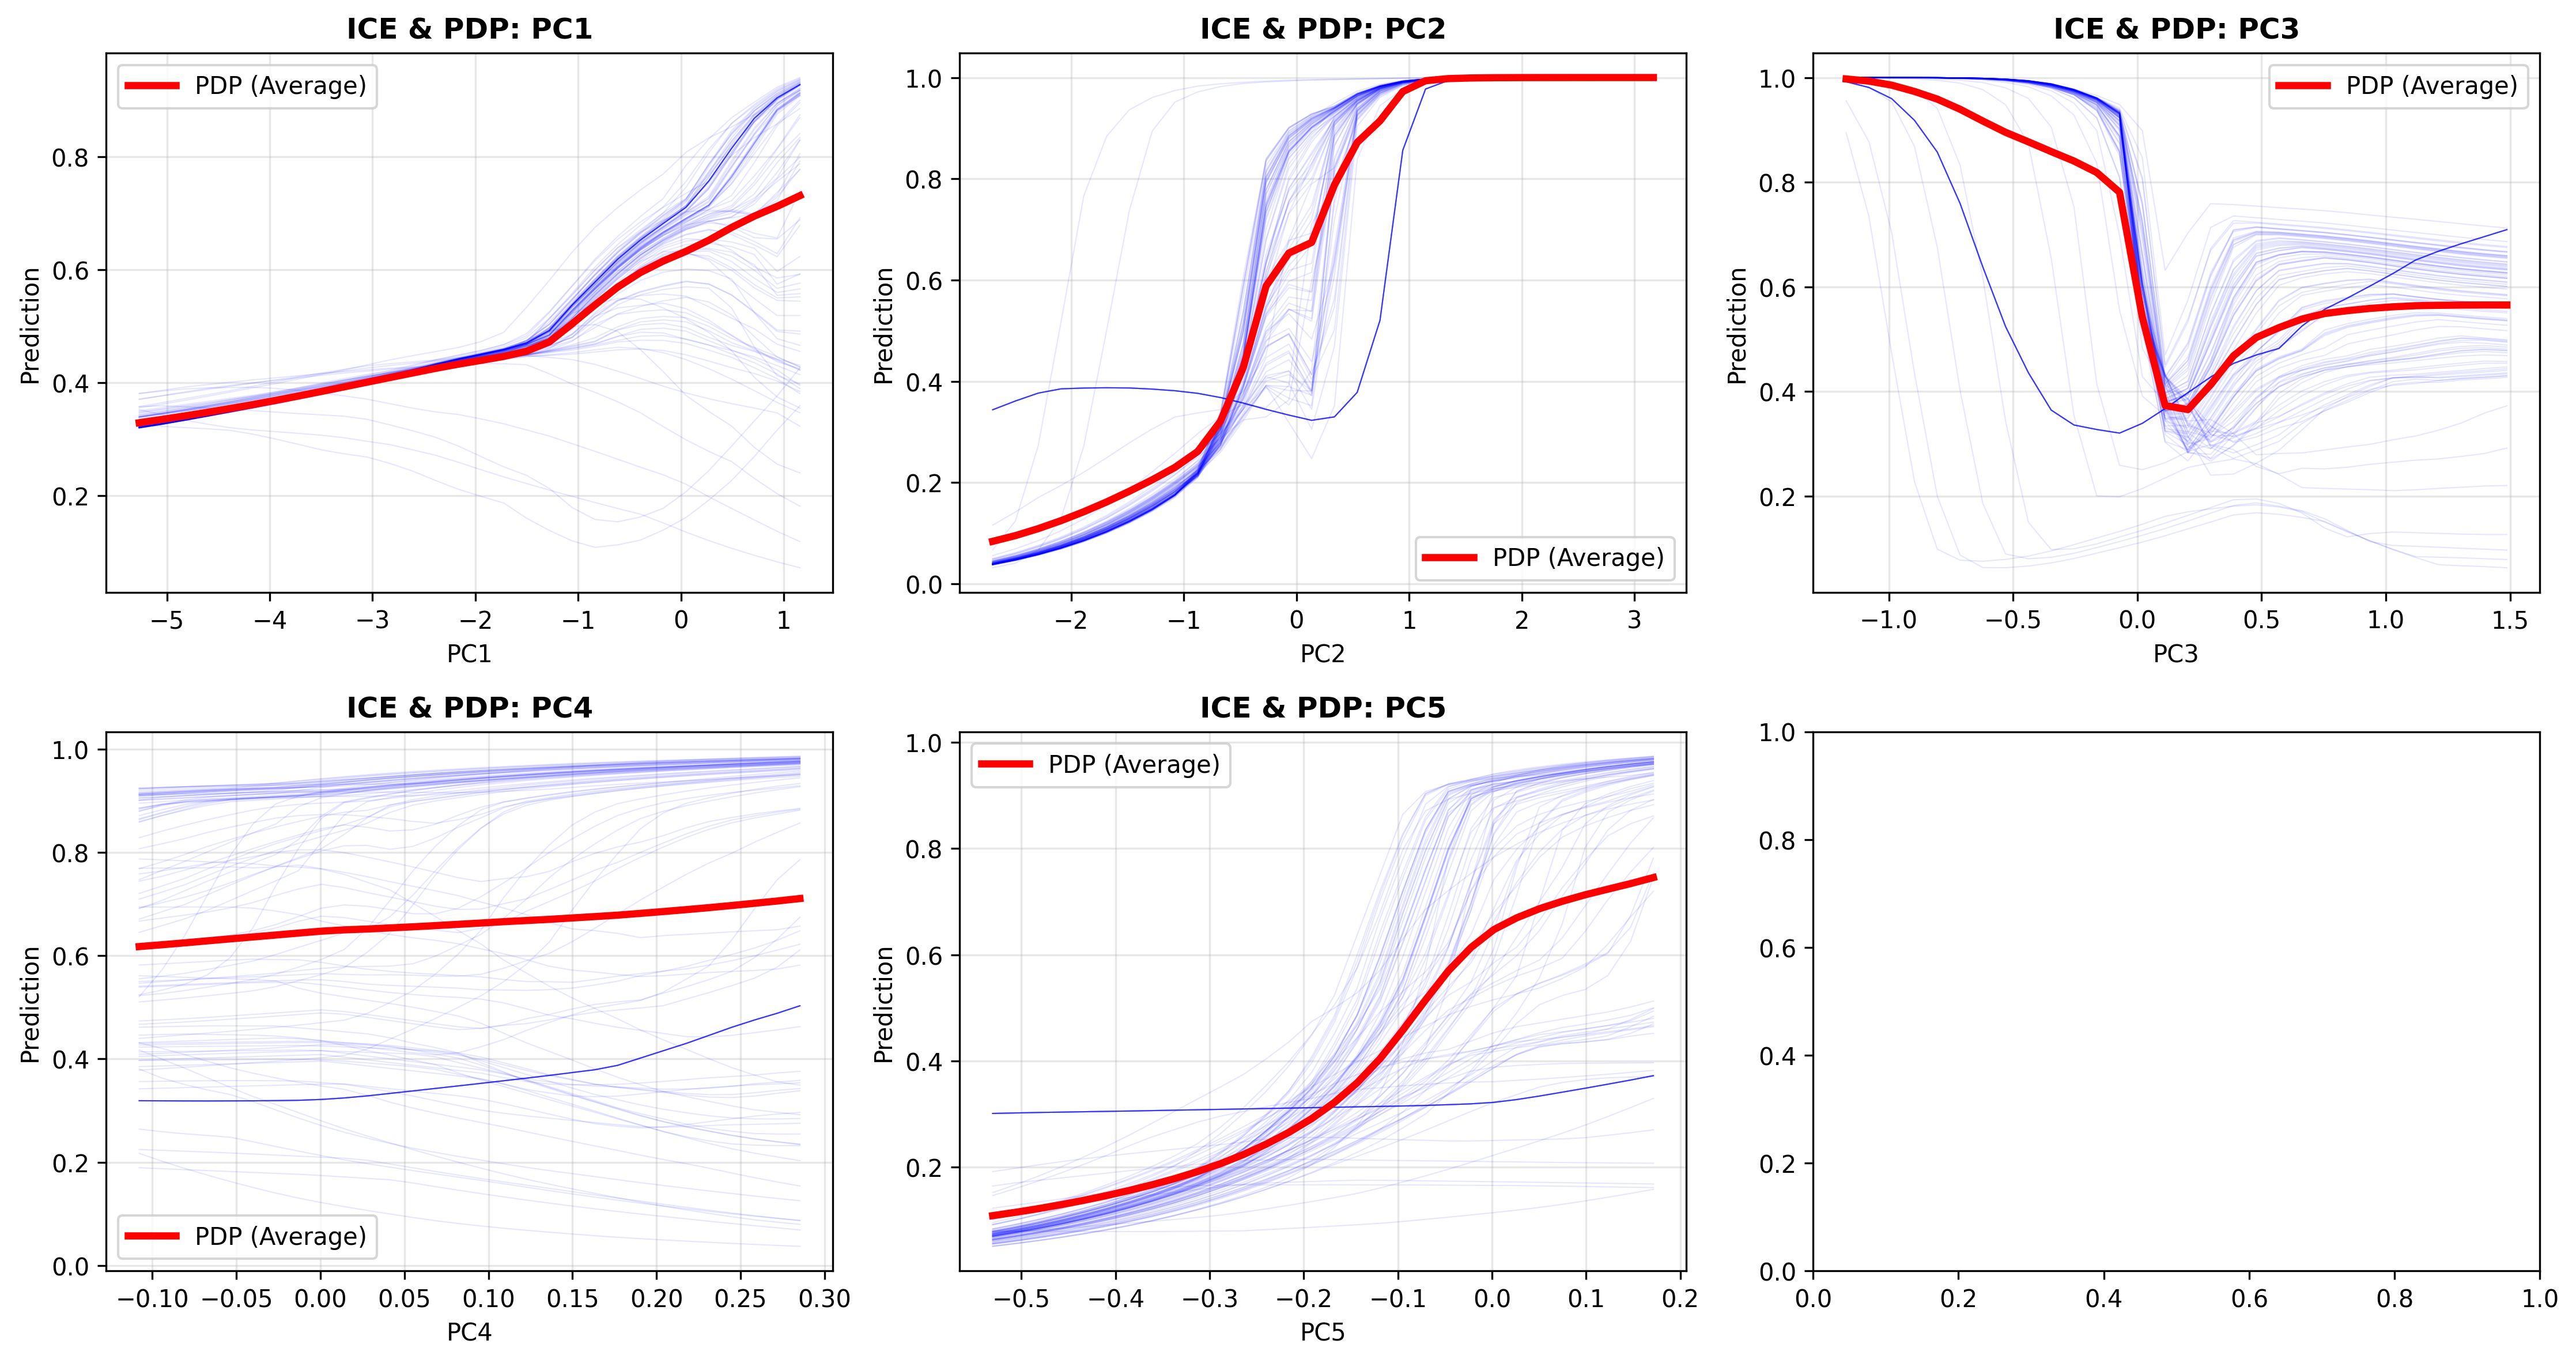 ICE & PDP: PC1
PDP (Average)
0.8
0.6
0.4
0.2
Prediction
−5 −4 −3 −2 −1 0 1
PC1
ICE & PDP: PC2
1.0
0.8
0.6
0.4
0.2
0.0
Prediction
PDP (Average)
−2 −1 0 1 2 3
PC2
ICE & PDP: PC3
PDP (Average)
1.0
0.8
0.6
0.4
0.2
Prediction
−1.0 −0.5 0.0 0.5 1.0 1.5
PC3
ICE & PDP: PC4
1.0
0.8
0.6
0.4
0.2
0.0
Prediction
PDP (Average)
−0.10 −0.05 0.00 0.05 0.10 0.15 0.20 0.25 0.30
PC4
ICE & PDP: PC5
PDP (Average)
1.0
0.8
0.6
0.4
0.2
Prediction
−0.5 −0.4 −0.3 −0.2 −0.1 0.0 0.1 0.2
PC5
1.0
0.8
0.6
0.4
0.2
0.0
0.0 0.2 0.4 0.6 0.8 1.0